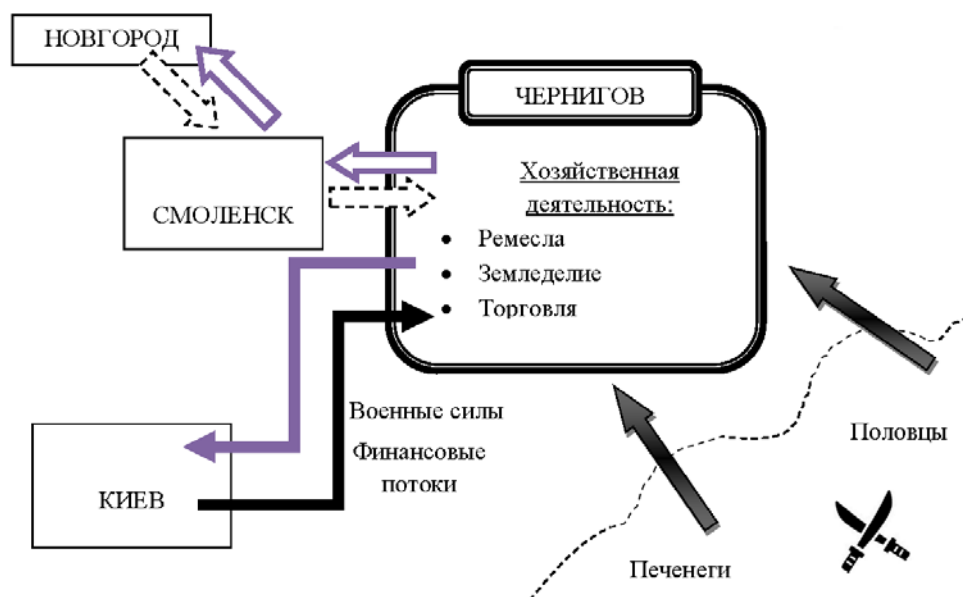 НОВГОРОД
ЧЕРНИГОВ
СМОЛЕНСК
Хозяйственная
деятельность:
• Ремесла
• Земледелие
• Торговля
Военные силы
Финансовые
потоки
КИЕВ
Половцы
Печенеги